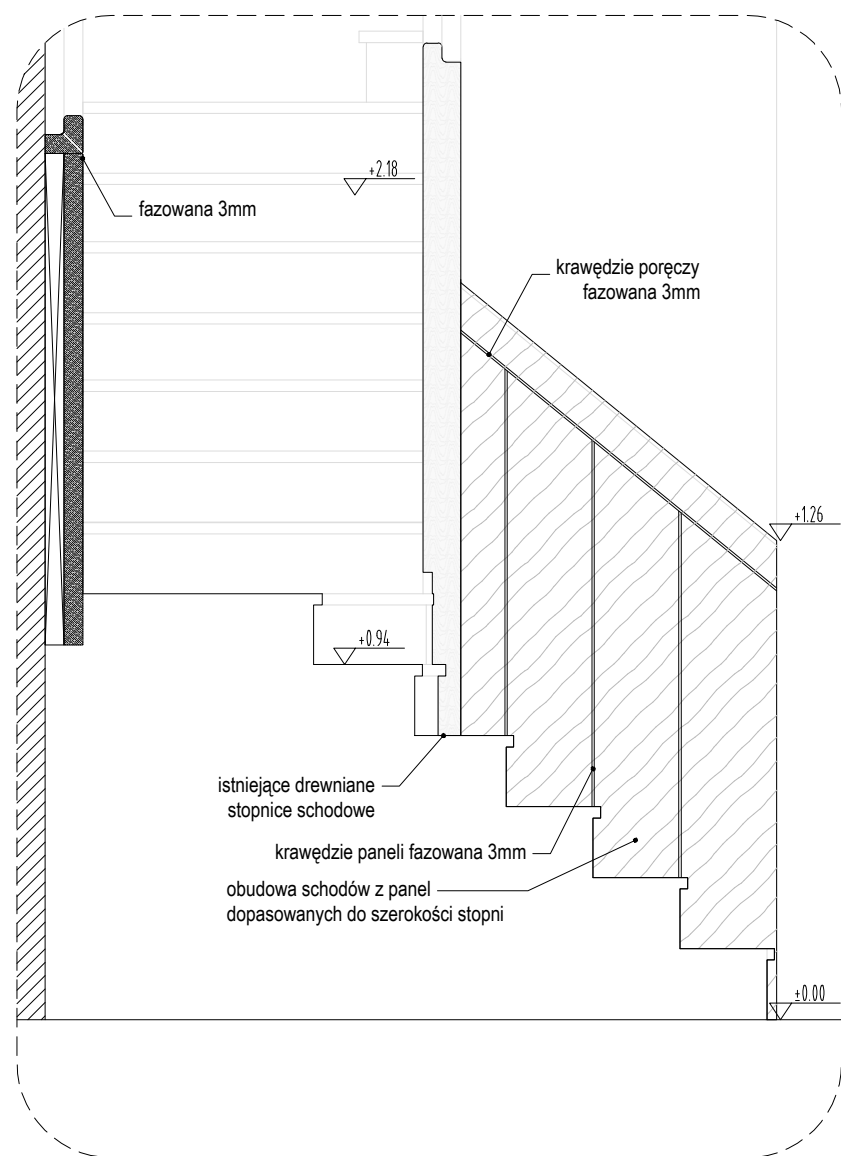 +2.18
fazowana 3mm
krawędzie poręczy
fazowana 3mm
+1.26
+0.94
istniejące drewniane
stopnice schodowe
krawędzie paneli fazowana 3mm
obudowa schodów z panel
dopasowanych do szerokości stopni
±0.00